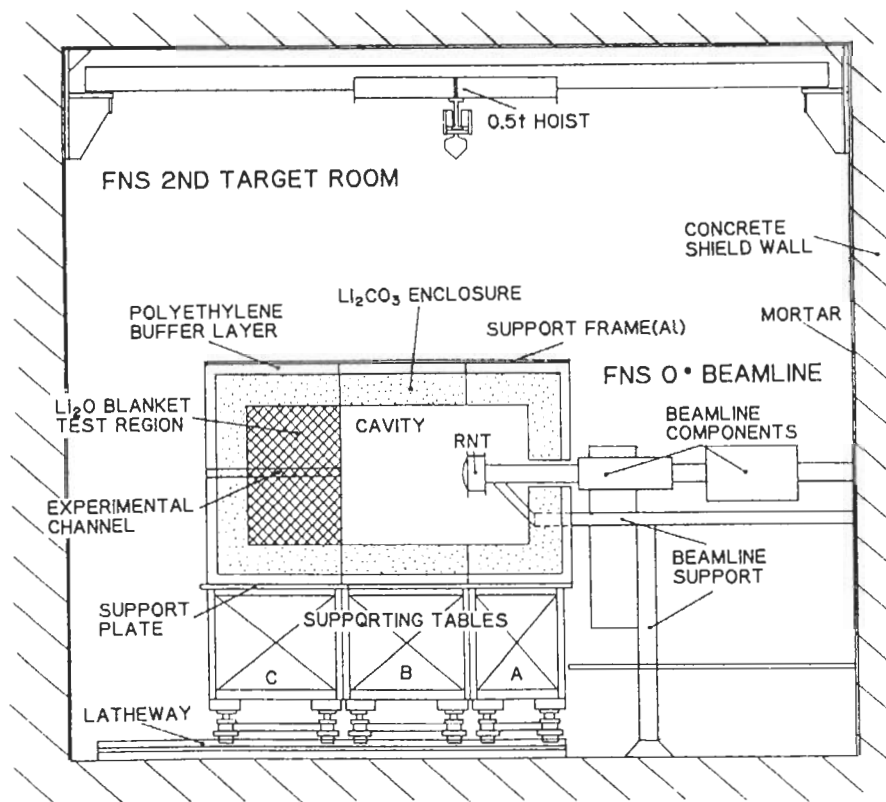 0.5t HOIST
FNS 2ND TARGET ROOM
CONCRETE
SHIELD WALL
Li₂CO₃ ENCLOSURE
POLYETHYLENE
BUFFER LAYER
SUPPORT FRAME(Al)
MORTAR
FNS 0° BEAMLINE
Li₂O BLANKET
TEST REGION
CAVITY
BEAMLINE
COMPONENTS
RNT
EXPERIMENTAL
CHANNEL
BEAMLINE
SUPPORT
SUPPORT
PLATE
SUPPORTING TABLES
C
B
A
LATHEWAY